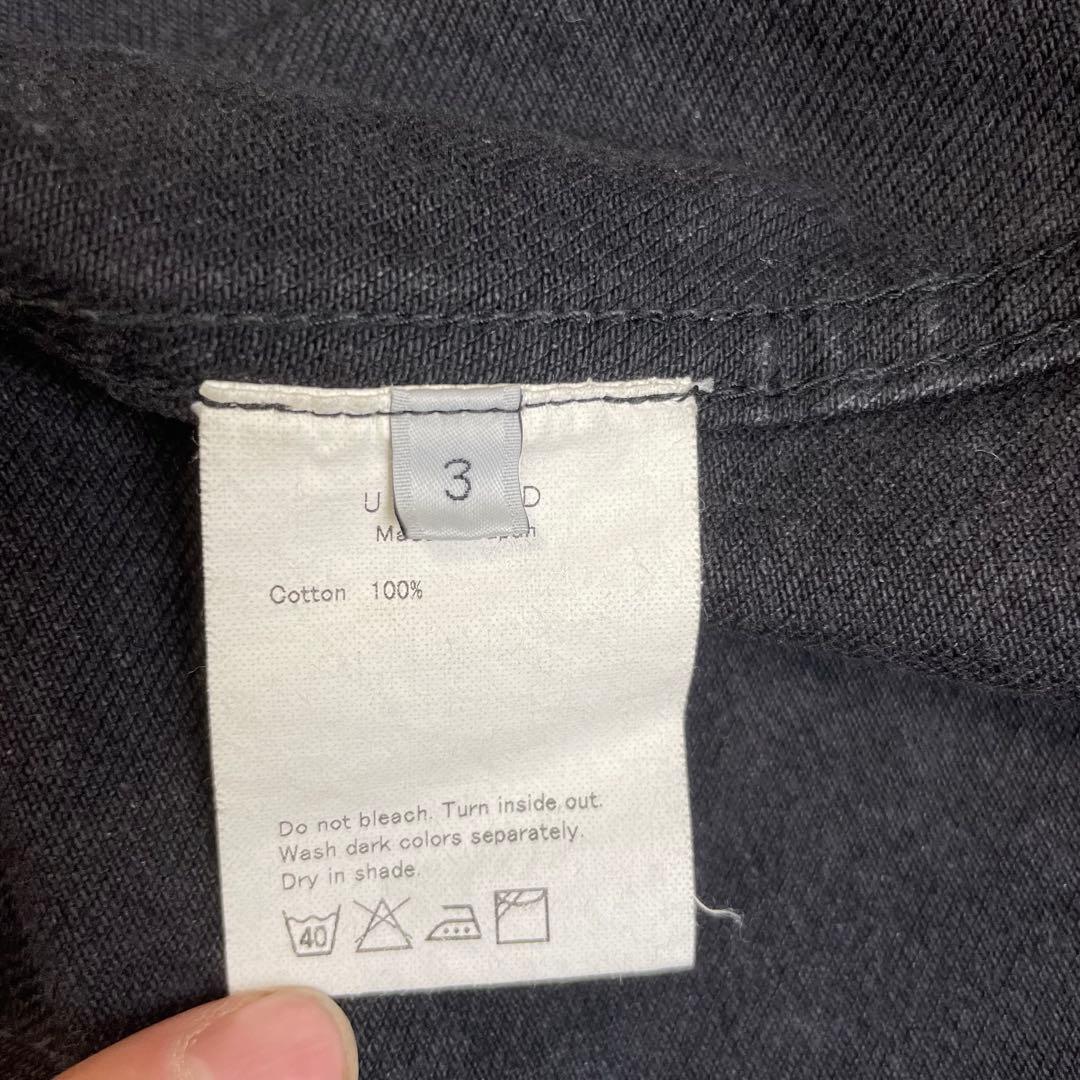 3
U D
Cotton 100%
Do not bleach. Turn inside out.
Wash dark colors separately.
Dry in shade.
40